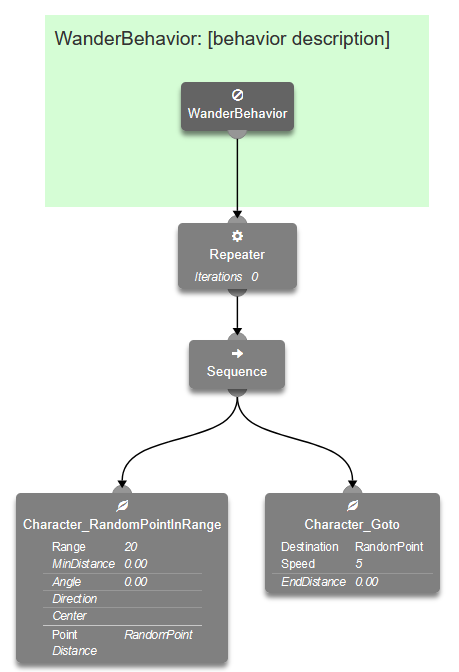 WanderBehavior: [behavior description]
WanderBehavior
Repeater
Iterations 0
Sequence
Character_RandomPointInRange
Range 20
MinDistance 0.00
Angle 0.00
Direction
Center
Point RandomPoint
Distance
Character_Goto
Destination RandomPoint
Speed 5
EndDistance 0.00